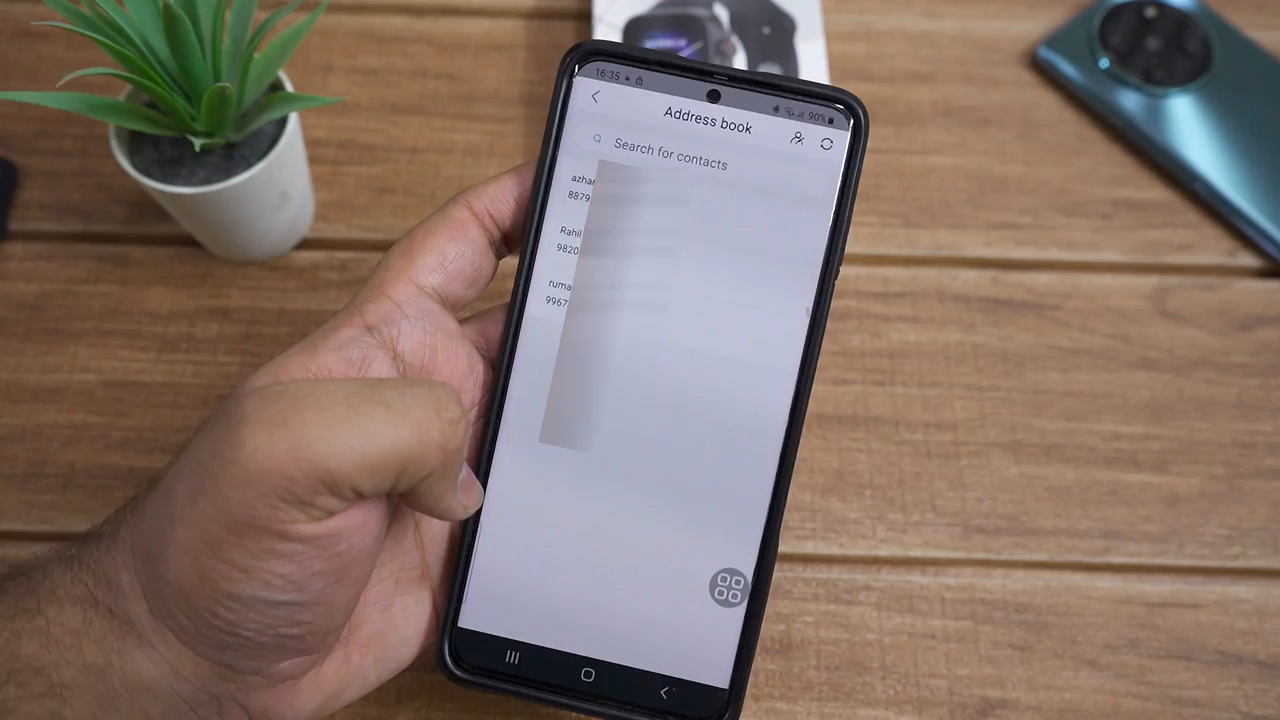 16:35
90%
Address book
Search for contacts
azhar
8879
Rahil
9820
ruma
9967